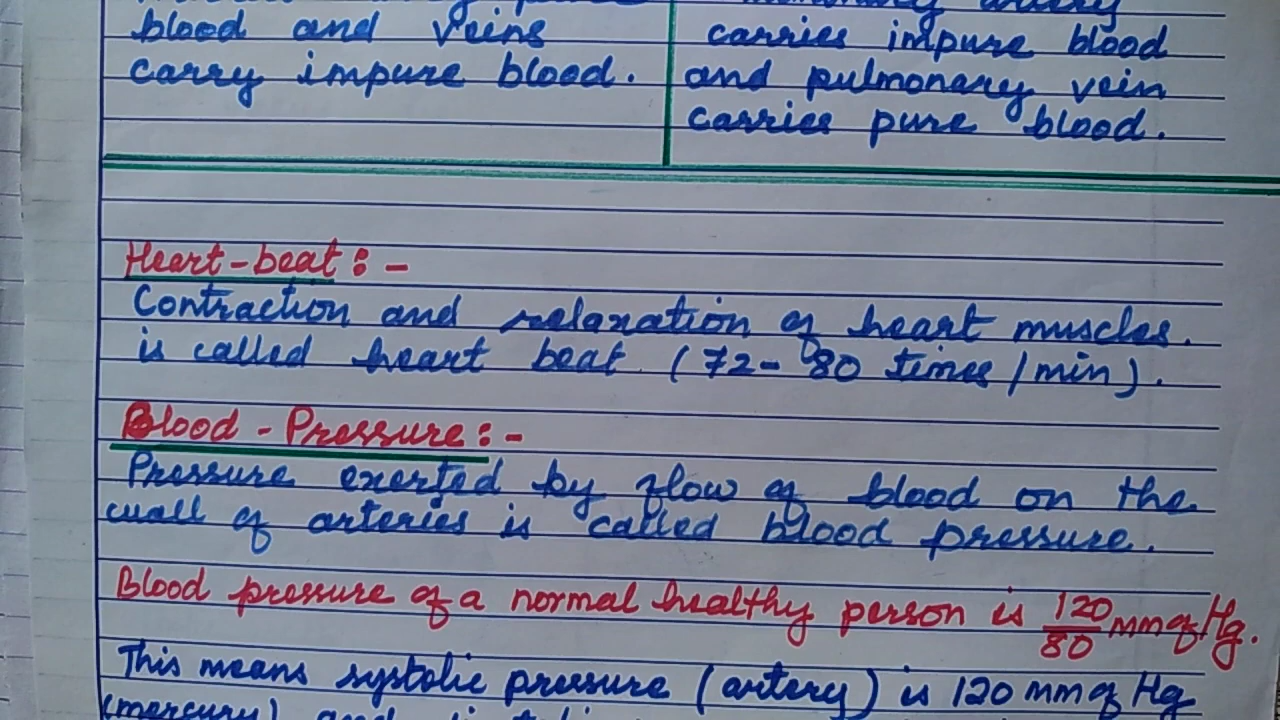 blood and veins
carry impure blood.
carries impure blood
and pulmonary vein
carries pure blood.
Heart-beat :-
Contraction and relaxation of heart muscles.
is called heart beat (72-80 times/min).
Blood - Pressure :-
Pressure exerted by flow of blood on the
wall of arteries is called blood pressure.
Blood pressure of a normal healthy person is 120/80 mm of Hg.
This means systolic pressure (artery) is 120 mm of Hg
(mercury) and